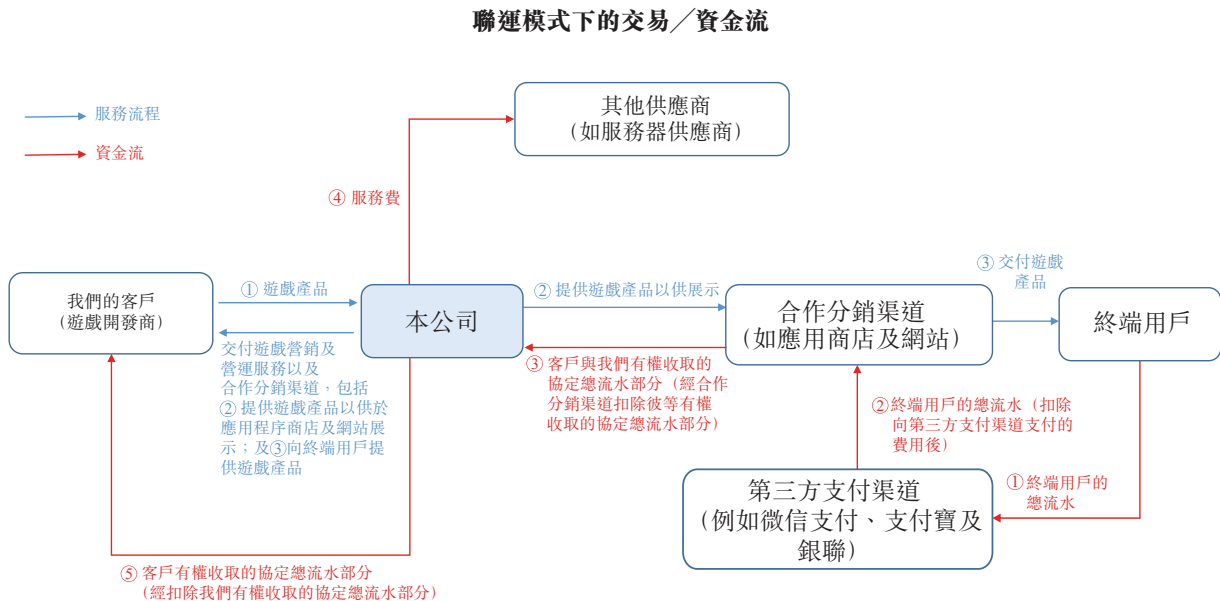 聯運模式下的交易／資金流
服務流程
資金流
其他供應商
（如服務器供應商）
④ 服務費
我們的客戶
（遊戲開發商）
① 遊戲產品
本公司
② 提供遊戲產品以供展示
合作分銷渠道
（如應用商店及網站）
③ 交付遊戲
產品
終端用戶
交付遊戲營銷及
營運服務以及
合作分銷渠道，包括
② 提供遊戲產品以供於
應用程序商店及網站展
示；及③向終端用戶提
供遊戲產品
③ 客戶與我們有權收取的
協定總流水部分（經合作
分銷渠道扣除彼等有權
收取的協定總流水部分）
②終端用戶的總流水（扣除
向第三方支付渠道支付的
費用後）
第三方支付渠道
（例如微信支付、支付寶及
銀聯）
①終端用戶的
總流水
⑤ 客戶有權收取的協定總流水部分
（經扣除我們有權收取的協定總流水部分）